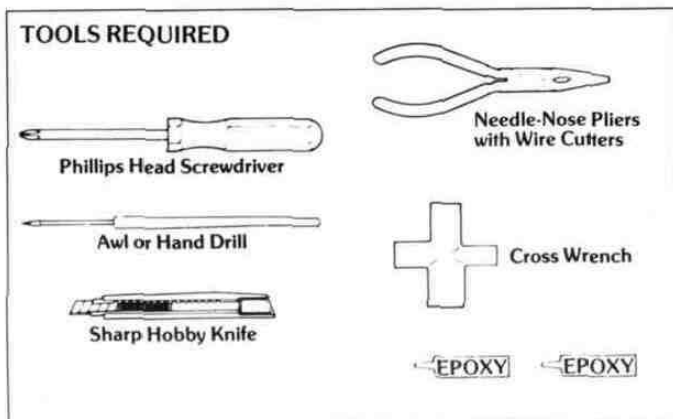 TOOLS REQUIRED
Needle-Nose Pliers
with Wire Cutters
Phillips Head Screwdriver
Awl or Hand Drill
Cross Wrench
Sharp Hobby Knife
EPOXY EPOXY